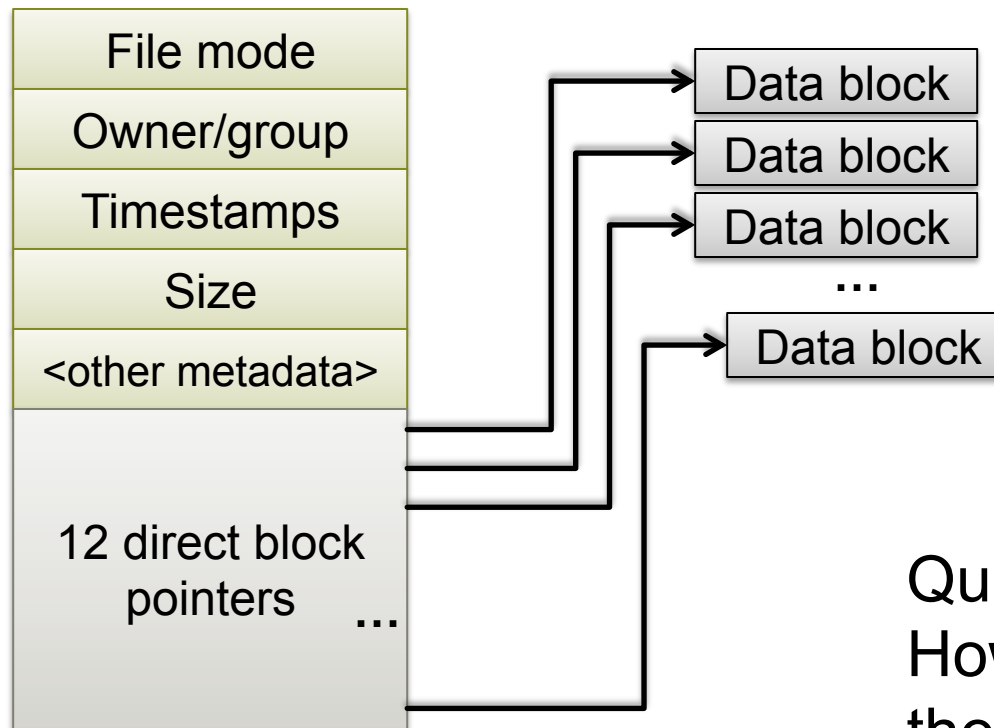 File mode
Owner/group
Timestamps
Size
<other metadata>
12 direct block
pointers ...
Data block
Data block
Data block
...
Data block